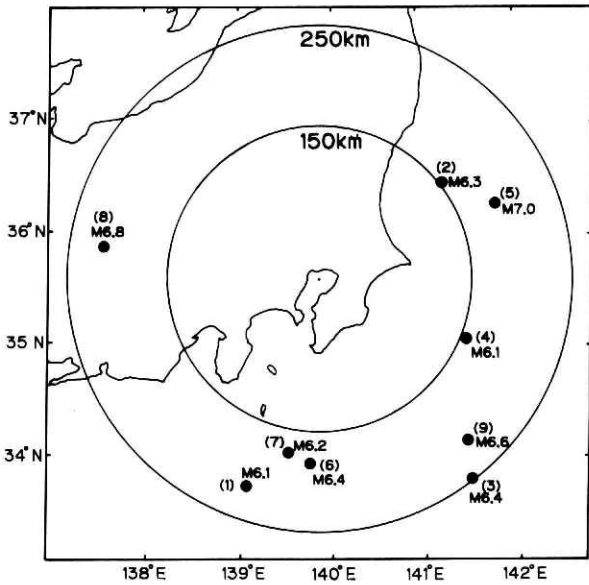 250km
37°N
150km
(2)
M6.3
(5)
M7.0
(8)
M6.8
36°N
35°N
(4)
M6.1
(9)
M6.6
34°N
(7)
M6.2
(6)
M6.4
M6.1
(1)
(3)
M6.4
138°E
139°E
140°E
141°E
142°E